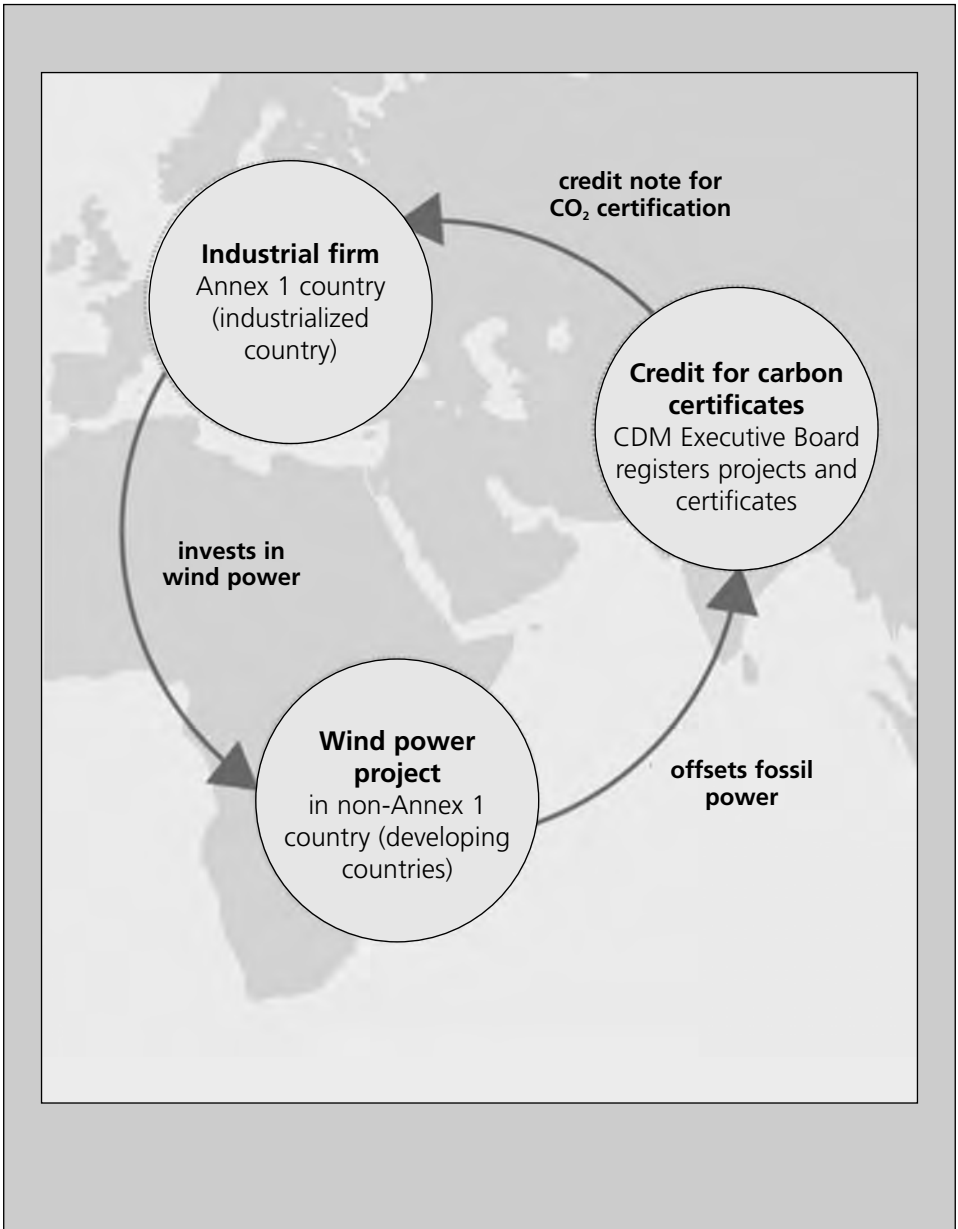 credit note for
CO₂ certification
Industrial firm
Annex 1 country
(industrialized
country)
Credit for carbon
certificates
CDM Executive Board
registers projects and
certificates
invests in
wind power
Wind power
project
in non-Annex 1
country (developing
countries)
offsets fossil
power